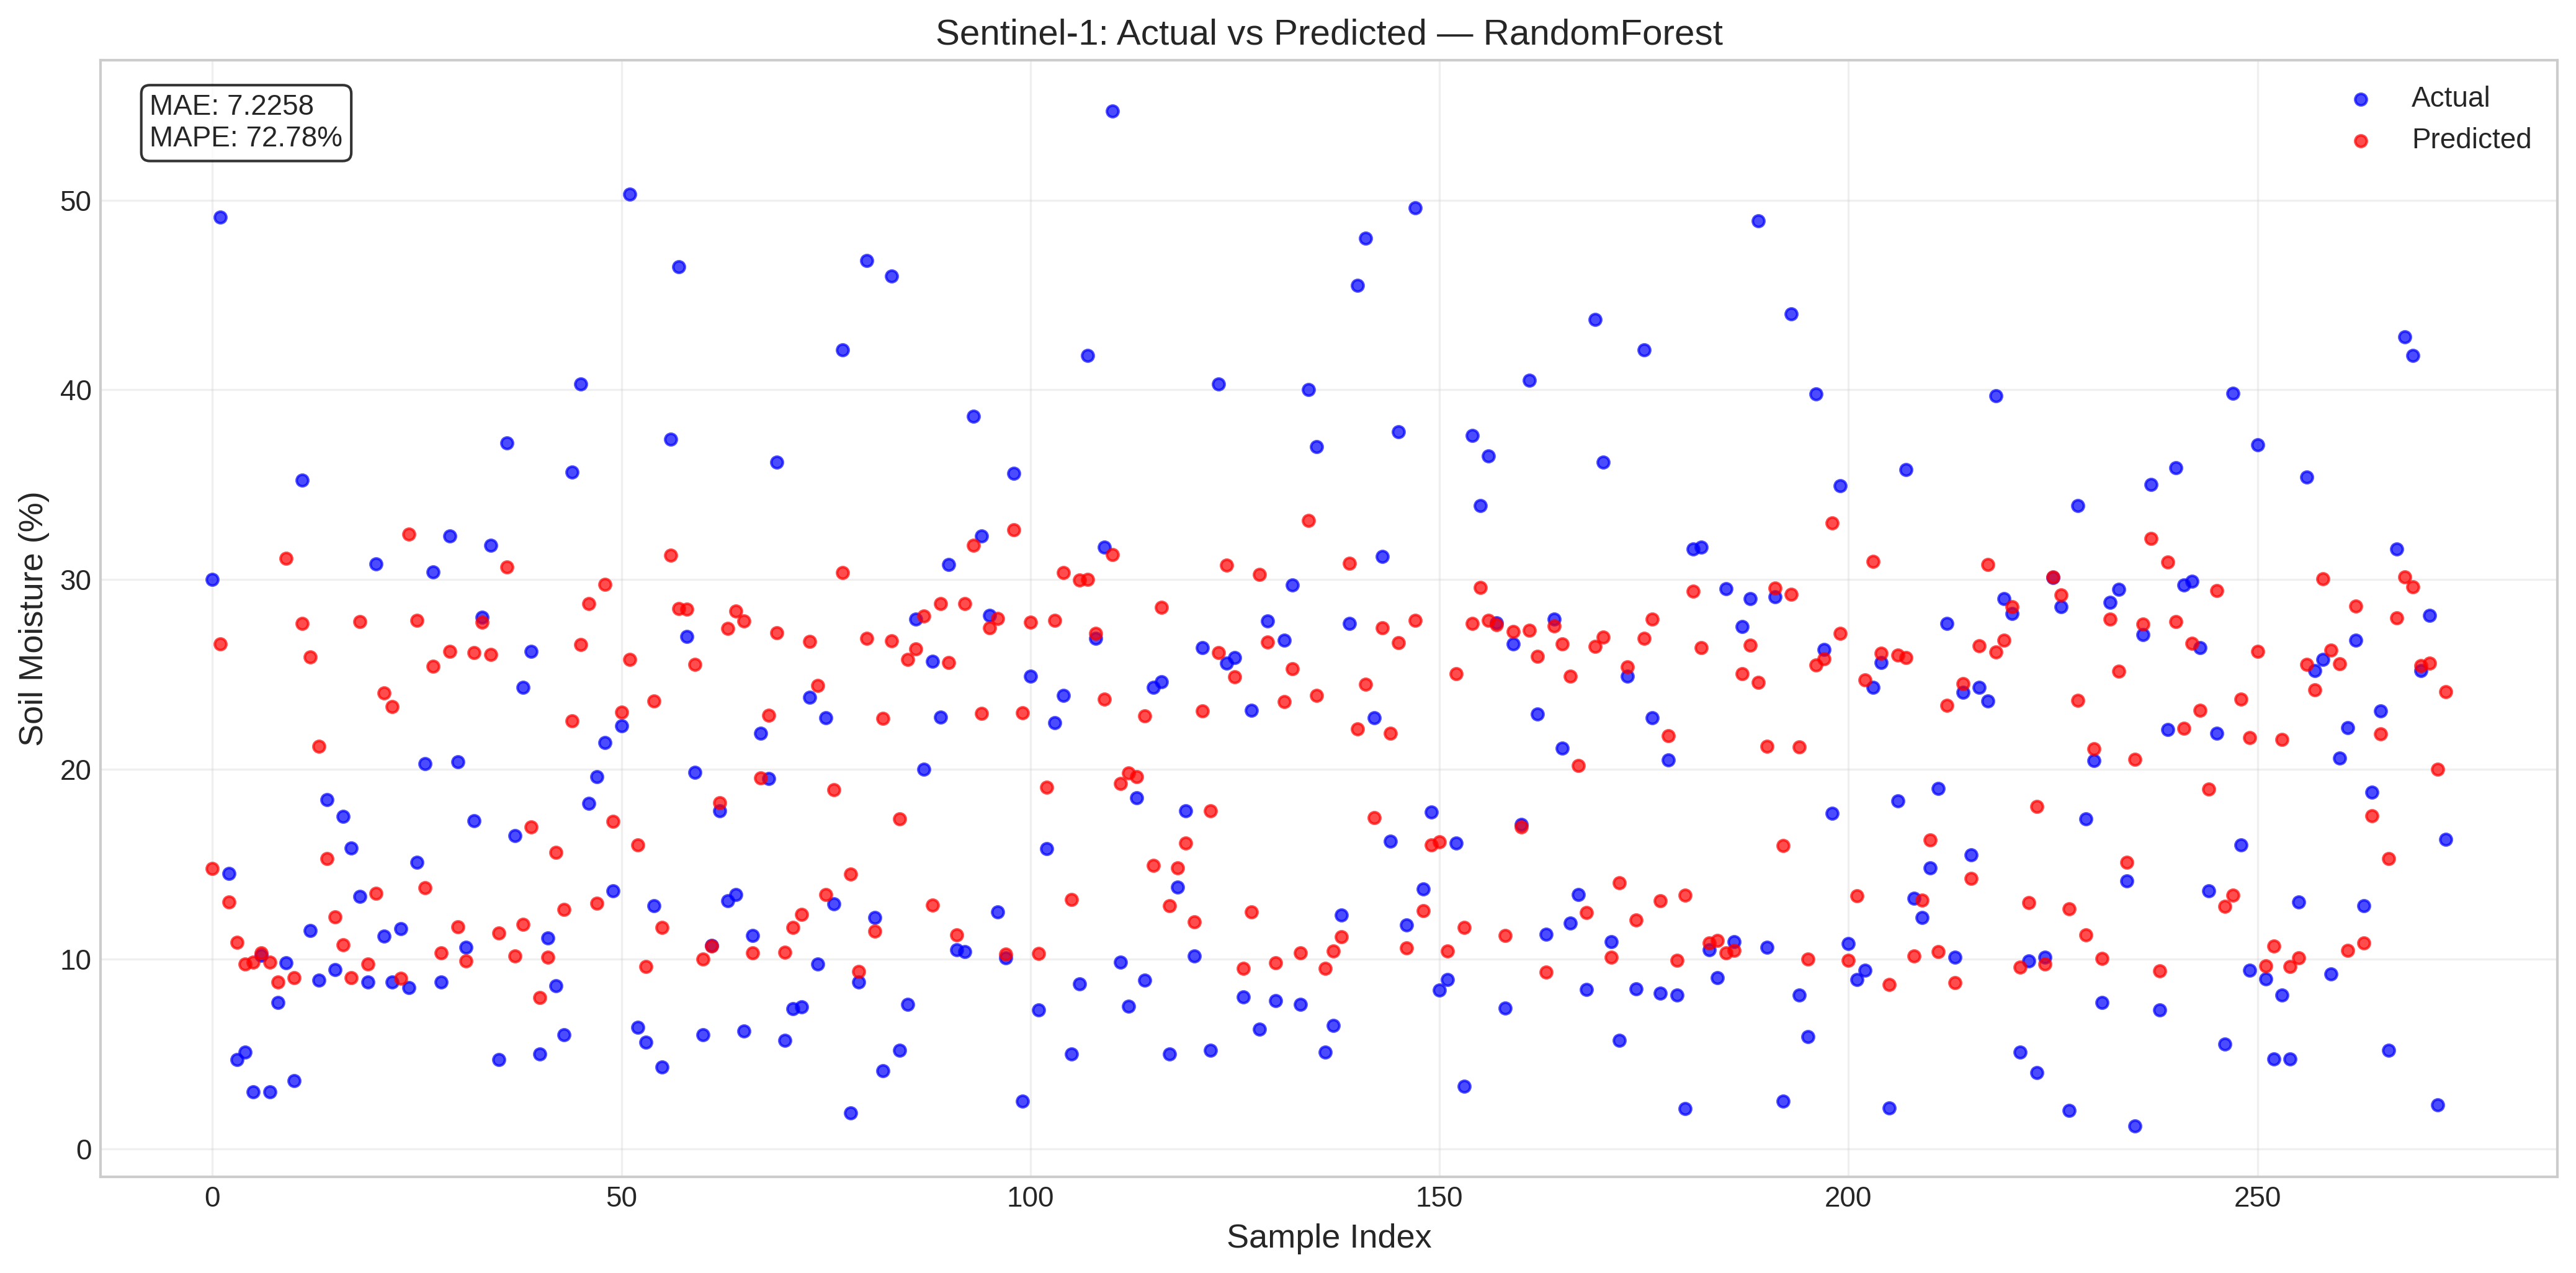 Sentinel-1: Actual vs Predicted — RandomForest
MAE: 7.2258
MAPE: 72.78%
Actual
Predicted
Soil Moisture (%)
50
40
30
20
10
0
0 50 100 150 200 250
Sample Index